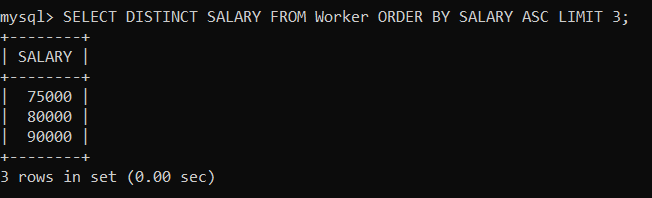 mysql> SELECT DISTINCT SALARY FROM Worker ORDER BY SALARY ASC LIMIT 3;
+--------+
| SALARY |
+--------+
|  75000 |
|  80000 |
|  90000 |
+--------+
3 rows in set (0.00 sec)